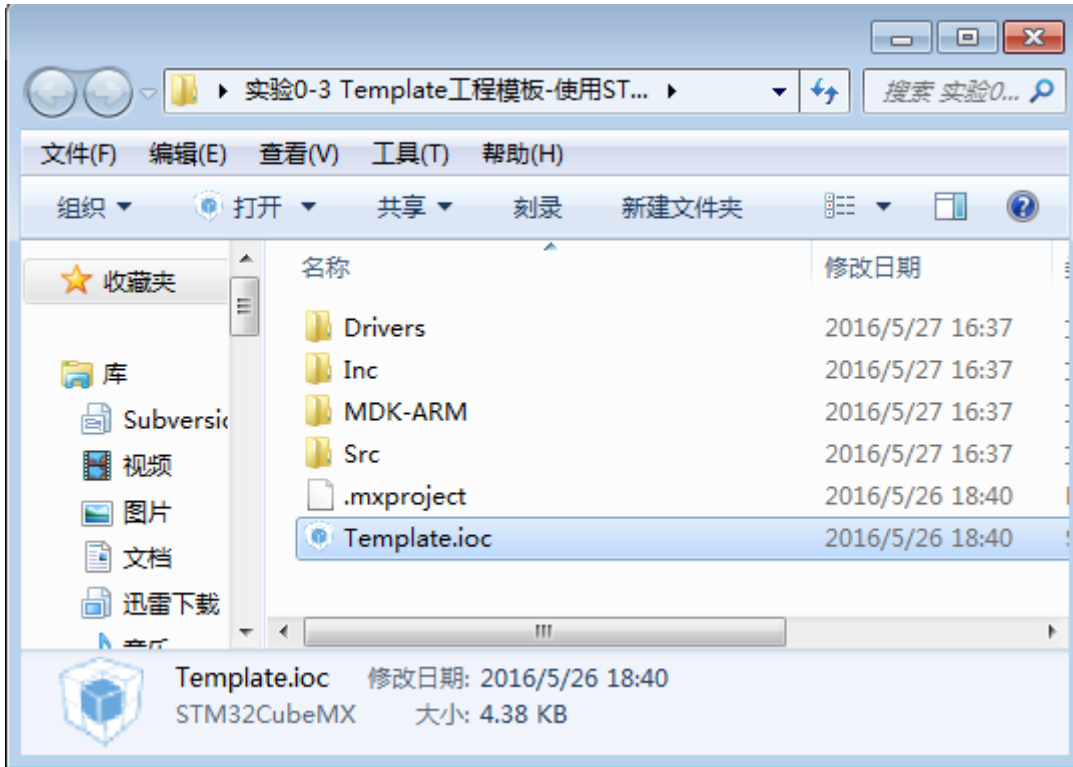 实验0-3 Template工程模板-使用ST...
搜索 实验0...
文件(F) 编辑(E) 查看(V) 工具(T) 帮助(H)
组织 打开 共享 刻录 新建文件夹
收藏夹
库
Subversic
视频
图片
文档
迅雷下载
音乐
名称 修改日期
Drivers 2016/5/27 16:37
Inc 2016/5/27 16:37
MDK-ARM 2016/5/27 16:37
Src 2016/5/27 16:37
.mxproject 2016/5/26 18:40
Template.ioc 2016/5/26 18:40
Template.ioc 修改日期: 2016/5/26 18:40
STM32CubeMX 大小: 4.38 KB